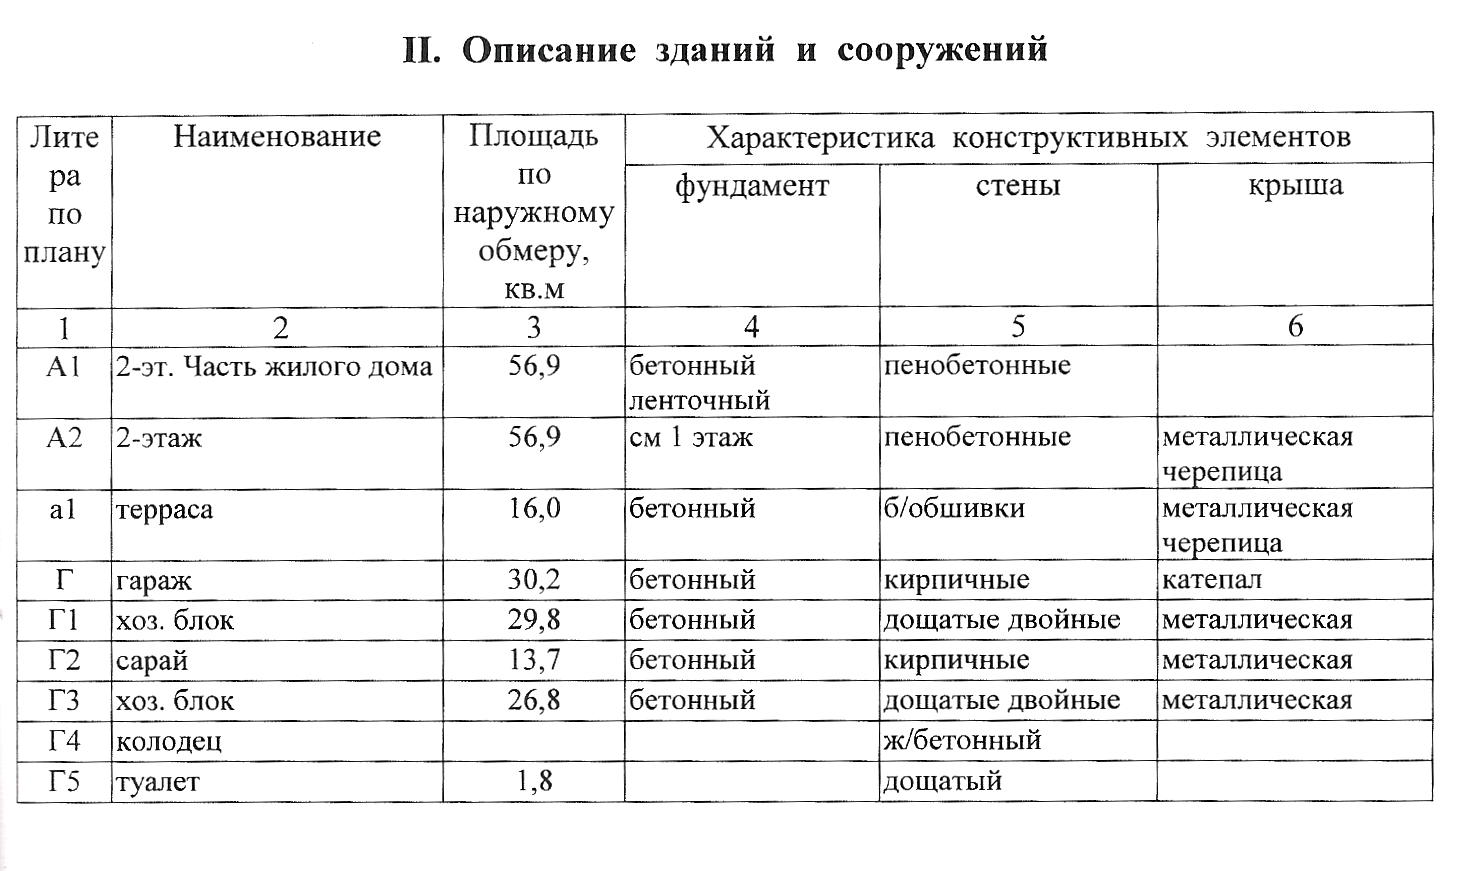 II. Описание зданий и сооружений
Лите
ра
по
плану
Наименование
Площадь
по
наружному
обмеру,
кв.м
Характеристика конструктивных элементов
фундамент стены крыша
1 2 3 4 5 6
А1 2-эт. Часть жилого дома 56,9 бетонный пенобетонные
ленточный
А2 2-этаж 56,9 см 1 этаж пенобетонные металлическая
черепица
а1 терраса 16,0 бетонный б/обшивки металлическая
черепица
Г гараж 30,2 бетонный кирпичные катепал
Г1 хоз. блок 29,8 бетонный дощатые двойные металлическая
Г2 сарай 13,7 бетонный кирпичные металлическая
Г3 хоз. блок 26,8 бетонный дощатые двойные металлическая
Г4 колодец ж/бетонный
Г5 туалет 1,8 дощатый